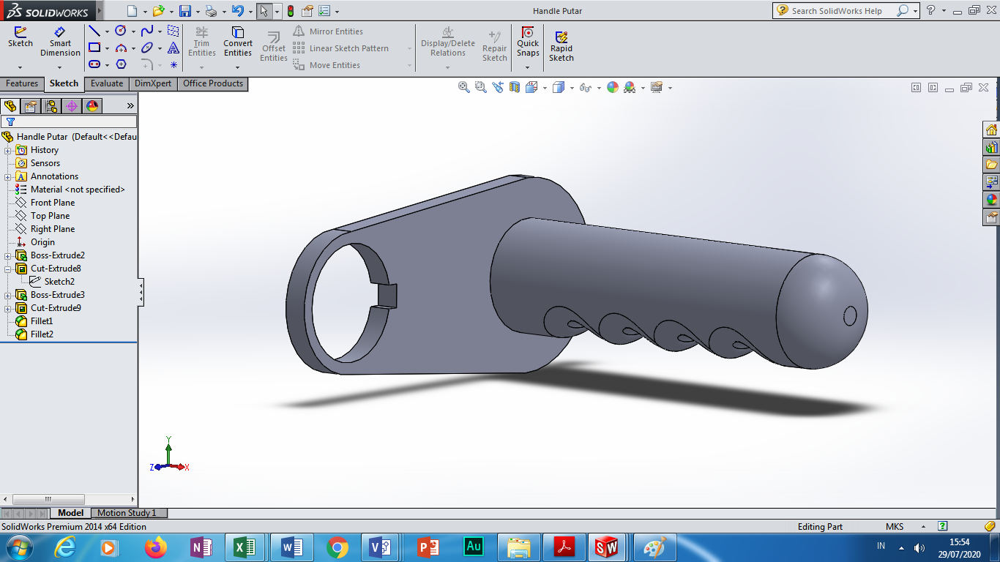 SOLIDWORKS
Handle Putar
Search SolidWorks Help
Sketch
Smart Dimension
Trim Entities
Convert Entities
Offset Entities
Mirror Entities
Linear Sketch Pattern
Move Entities
Display/Delete Relations
Repair Sketch
Quick Snaps
Rapid Sketch
Features
Sketch
Evaluate
DimXpert
Office Products
Handle Putar (Default<<Defau
History
Sensors
Annotations
Material <not specified>
Front Plane
Top Plane
Right Plane
Origin
Boss-Extrude2
Cut-Extrude8
Sketch2
Boss-Extrude3
Cut-Extrude9
Fillet1
Fillet2
Y
Z
X
Model
Motion Study 1
SolidWorks Premium 2014 x64 Edition
Editing Part
MKS
Au
SW
IN
15:54
29/07/2020